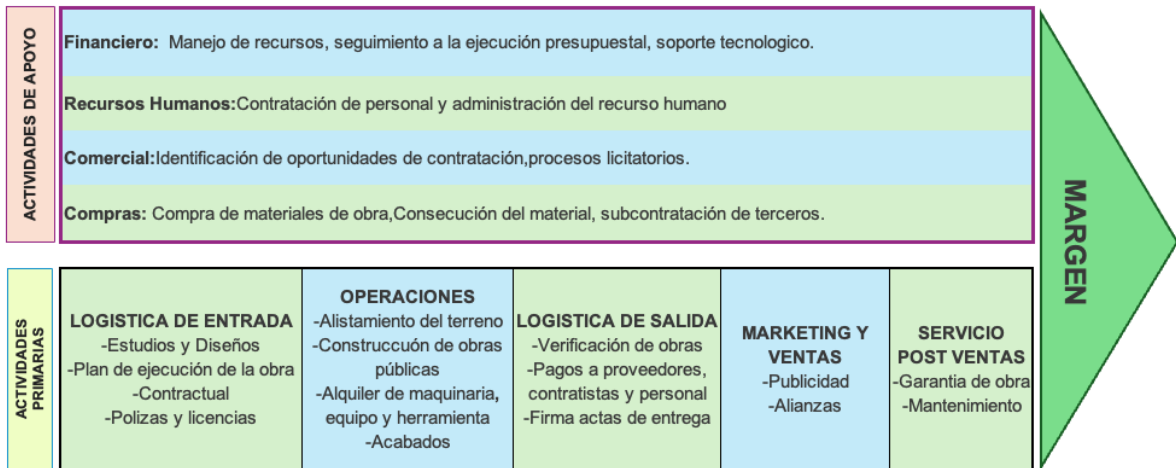 ACTIVIDADES DE APOYO
Financiero: Manejo de recursos, seguimiento a la ejecución presupuestal, soporte tecnologico.
Recursos Humanos:Contratación de personal y administración del recurso humano
Comercial:Identificación de oportunidades de contratación,procesos licitatorios.
Compras: Compra de materiales de obra,Consecución del material, subcontratación de terceros.
MARGEN
ACTIVIDADES
PRIMARIAS
LOGISTICA DE ENTRADA
-Estudios y Diseños
-Plan de ejecución de la obra
-Contractual
-Polizas y licencias
OPERACIONES
-Alistamiento del terreno
-Construccuón de obras
públicas
-Alquiler de maquinaria,
equipo y herramienta
-Acabados
LOGISTICA DE SALIDA
-Verificación de obras
-Pagos a proveedores,
contratistas y personal
-Firma actas de entrega
MARKETING Y
VENTAS
-Publicidad
-Alianzas
SERVICIO
POST VENTAS
-Garantia de obra
-Mantenimiento